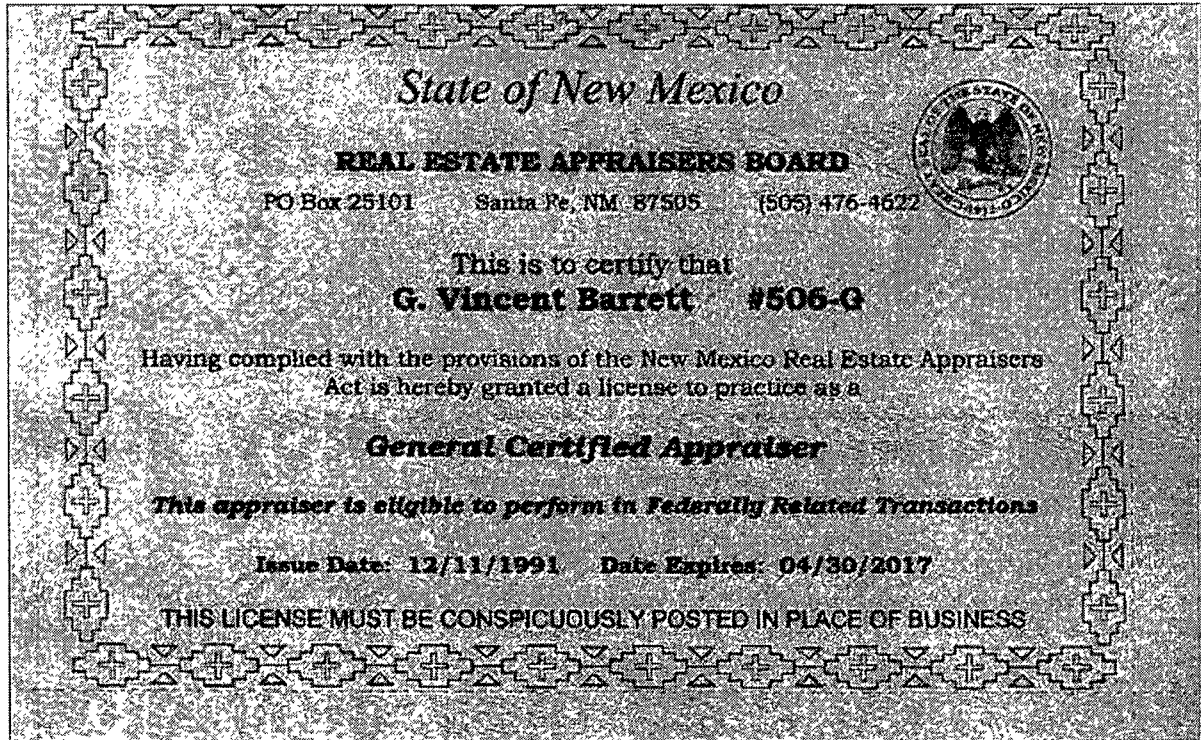 State of New Mexico
REAL ESTATE APPRAISERS BOARD
PO Box 25101 Santa Fe, NM 87505 (505) 476-4622
This is to certify that
G. Vincent Barrett #506-G
Having complied with the provisions of the New Mexico Real Estate Appraisers
Act is hereby granted a license to practice as a
General Certified Appraiser
This appraiser is eligible to perform in Federally Related Transactions
Issue Date: 12/11/1991 Date Expires: 04/30/2017
THIS LICENSE MUST BE CONSPICUOUSLY POSTED IN PLACE OF BUSINESS